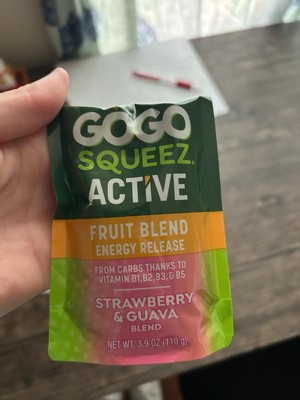 GOGO
SQUEEZ
ACTIVE
FRUIT BLEND
ENERGY RELEASE
FROM CARBS THANKS TO
VITAMIN B1,B2,B3,& B5
STRAWBERRY
& GUAVA
BLEND
NET WT. 3.9 OZ (110 g)